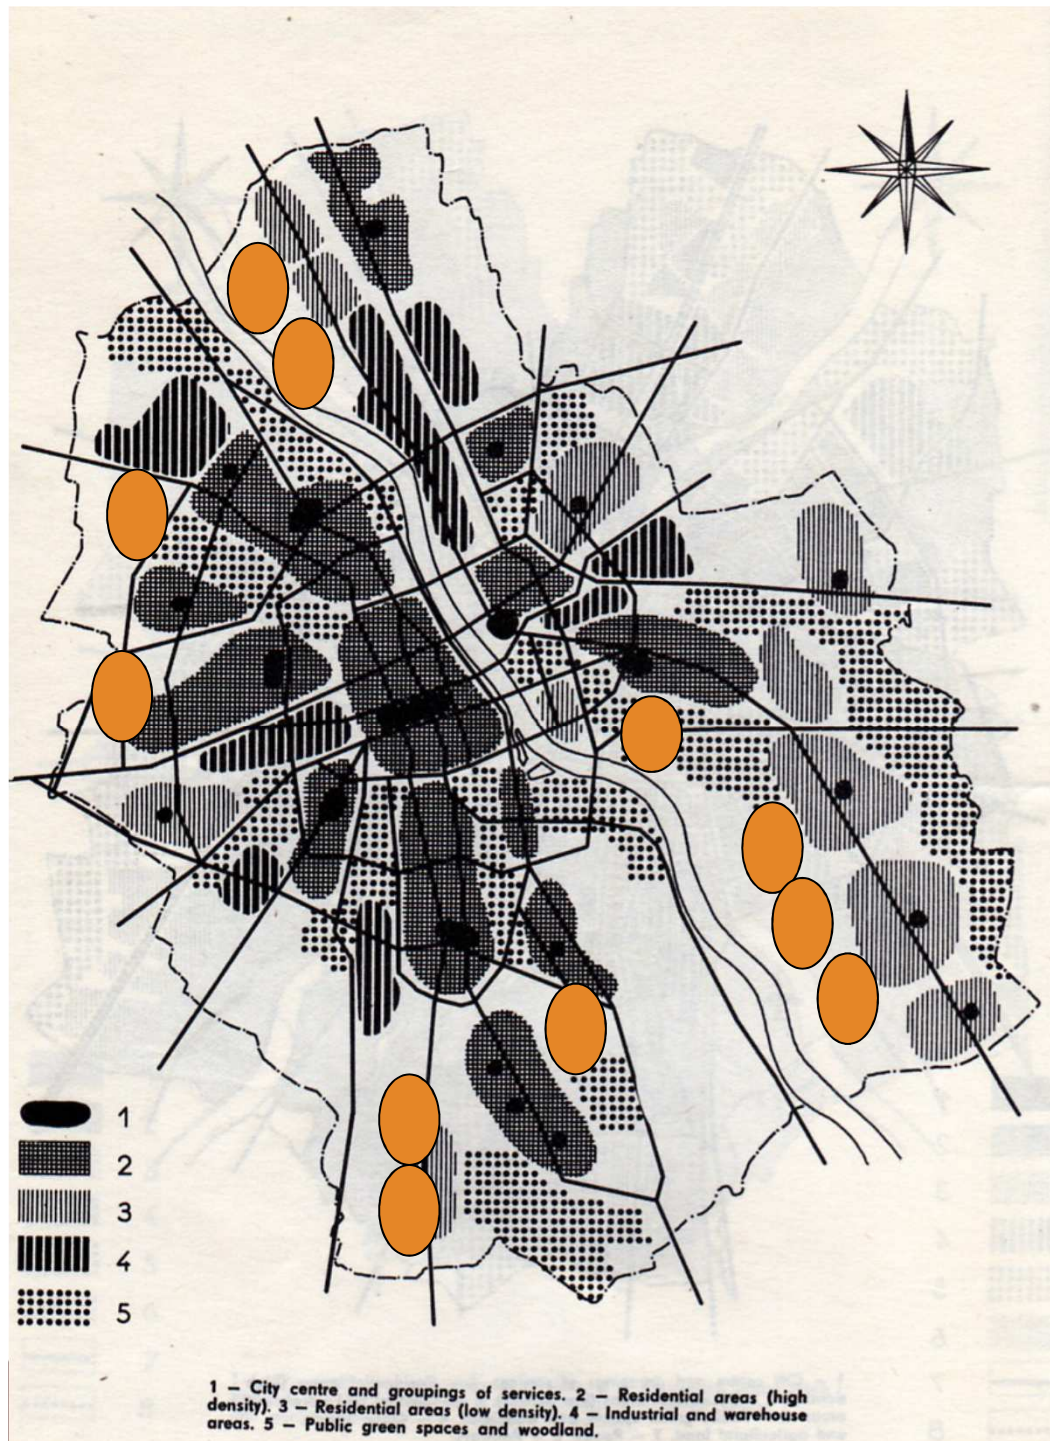 1
2
3
4
5
1 — City centre and groupings of services. 2 — Residential areas (high
density). 3 — Residential areas (low density). 4 — Industrial and warehouse
areas. 5 — Public green spaces and woodland.